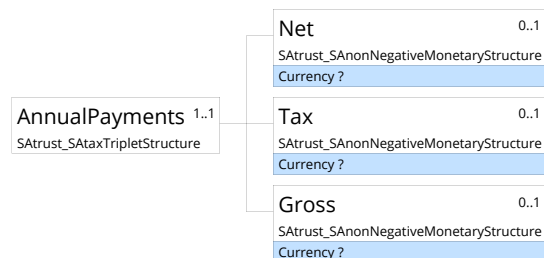 Net 0..1
SAtrust_SAnonNegativeMonetaryStructure
Currency ?
AnnualPayments 1..1
SAtrust_SAtaxTripletStructure
Tax 0..1
SAtrust_SAnonNegativeMonetaryStructure
Currency ?
Gross 0..1
SAtrust_SAnonNegativeMonetaryStructure
Currency ?